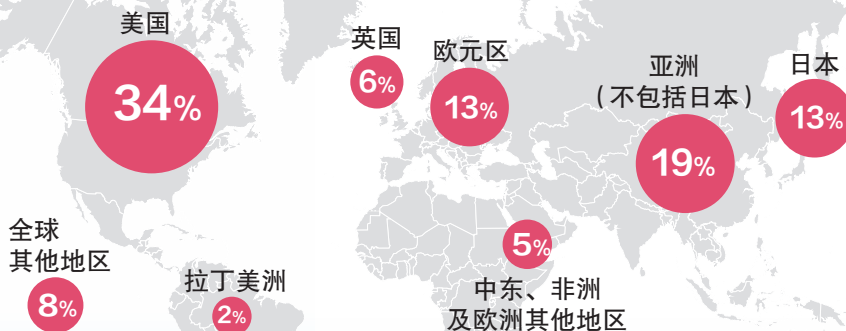 美国
34%
英国
6%
欧元区
13%
亚洲
（不包括日本）
19%
日本
13%
全球
其他地区
8%
拉丁美洲
2%
5%
中东、非洲
及欧洲其他地区